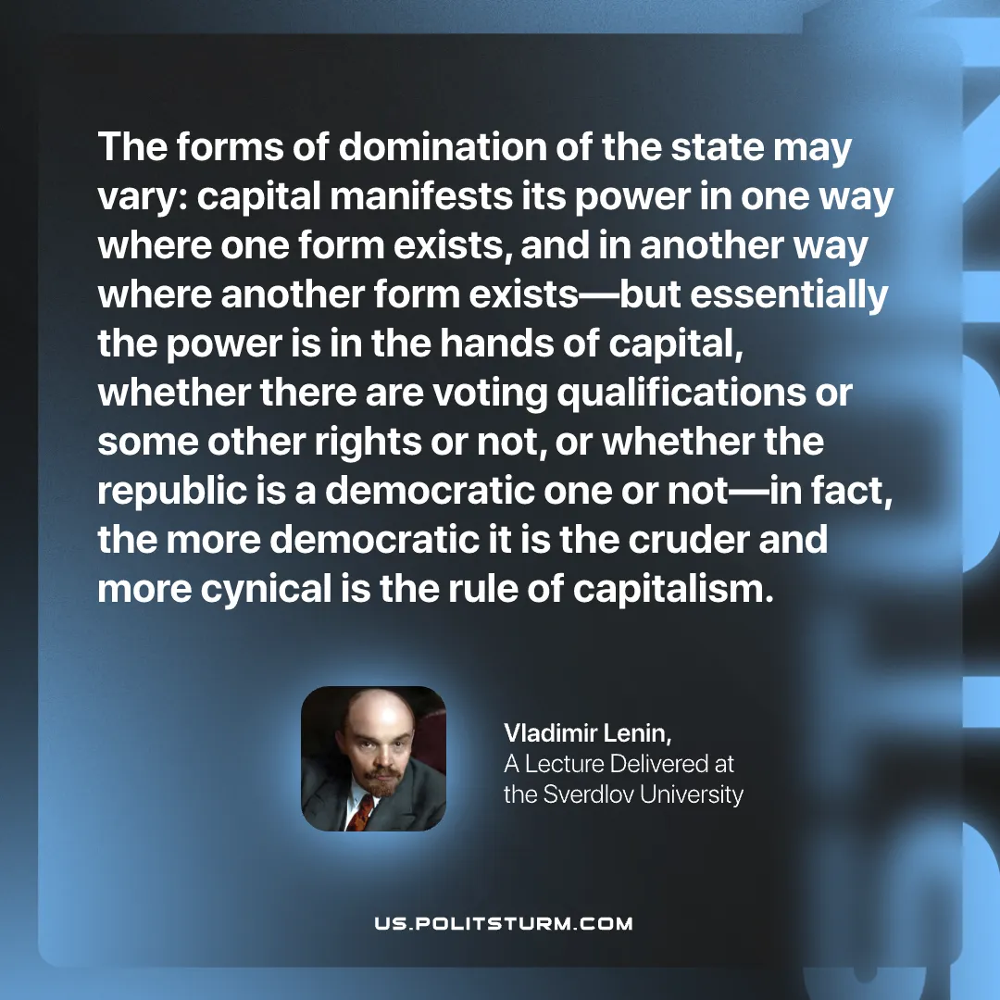 The forms of domination of the state may
vary: capital manifests its power in one way
where one form exists, and in another way
where another form exists—but essentially
the power is in the hands of capital,
whether there are voting qualifications or
some other rights or not, or whether the
republic is a democratic one or not—in fact,
the more democratic it is the cruder and
more cynical is the rule of capitalism.
Vladimir Lenin,
A Lecture Delivered at
the Sverdlov University
US.POLITSTURM.COM